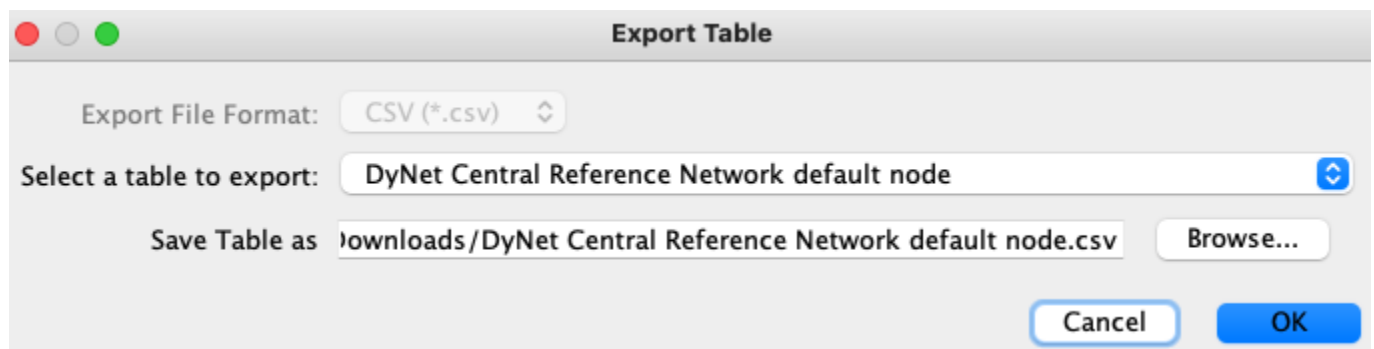 Export Table
Export File Format: CSV (*.csv)
Select a table to export: DyNet Central Reference Network default node
Save Table as ownloads/DyNet Central Reference Network default node.csv Browse...
Cancel OK